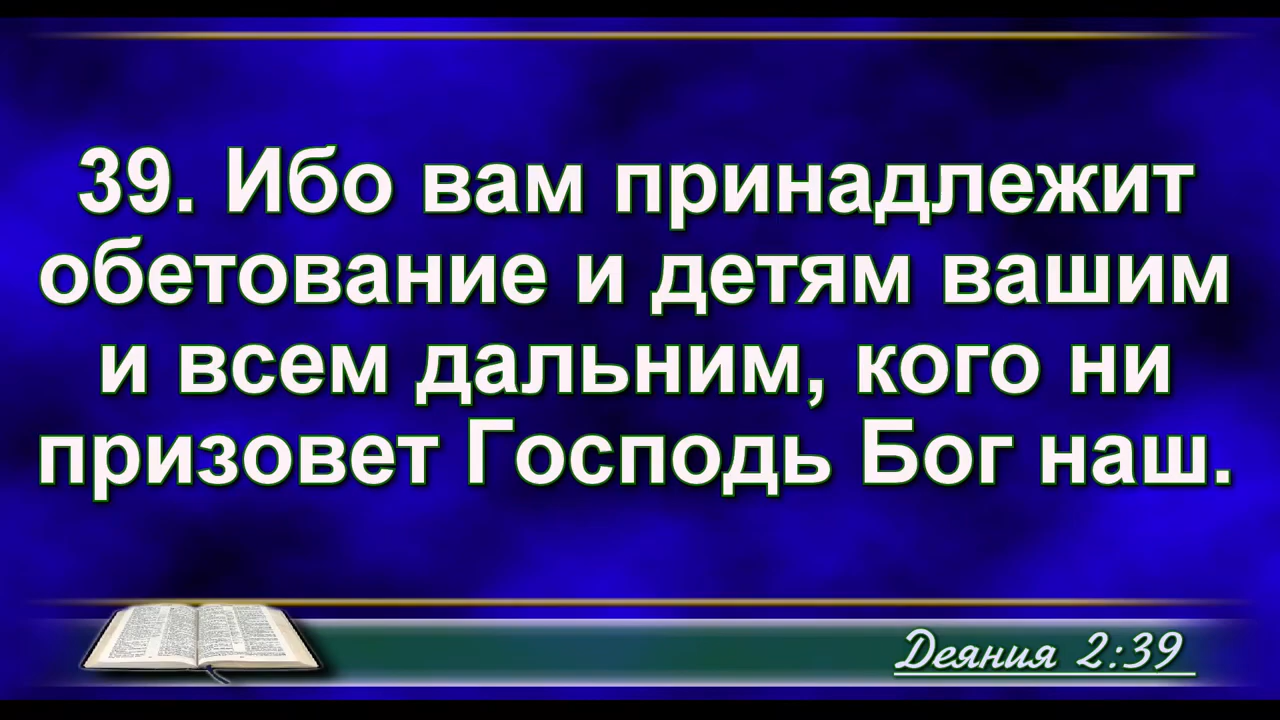 39. Ибо вам принадлежит
обетование и детям вашим
и всем дальним, кого ни
призовет Господь Бог наш.
Деяния 2:39